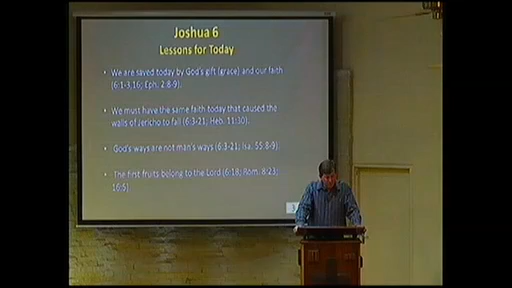 Joshua 6
Lessons for Today
• We are saved today by God's gift (grace) and our faith
(6:1-3,16; Eph. 2:8-9).
• We must have the same faith today that caused the
walls of Jericho to fall (6:3-21; Heb. 11:30).
• God's ways are not man's ways (6:3-21; Isa. 55:8-9).
• The first fruits belong to the Lord (6:18; Rom. 8:23;
16:5)